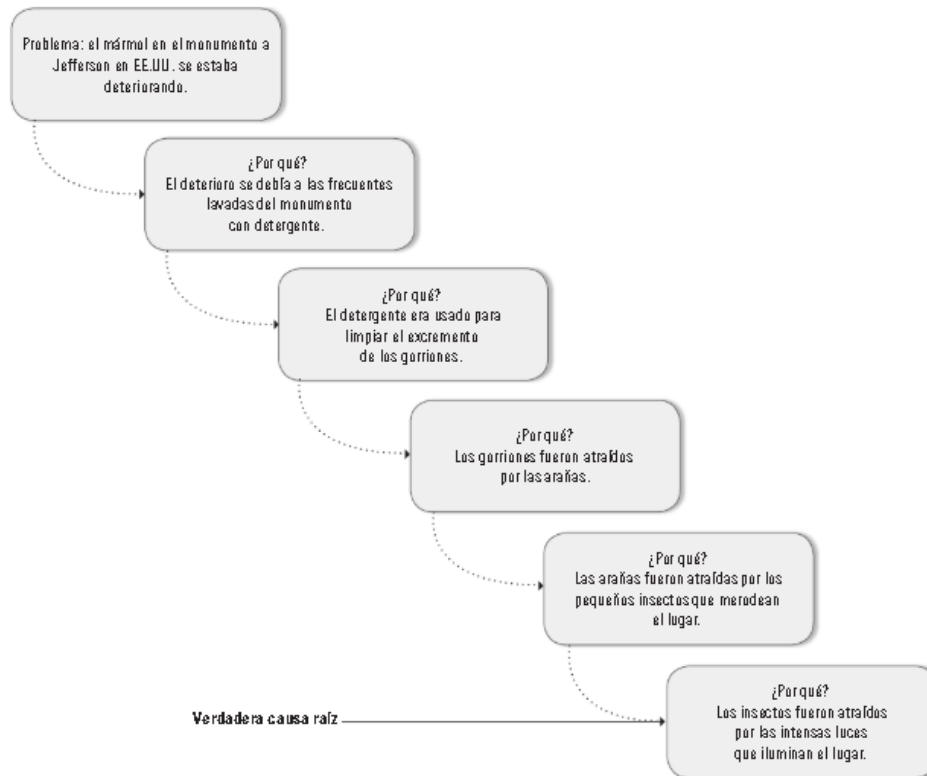 Problema: el mármol en el monumento a
Jefferson en EE.UU. se estaba
deteriorando.
¿Por qué?
El deterioro se debía a las frecuentes
lavadas del monumento
con detergente.
¿Por qué?
El detergente era usado para
limpiar el excremento
de los gorriones.
¿Por qué?
Los gorriones fueron atraídos
por las arañas.
¿Por qué?
Las arañas fueron atraídas por los
pequeños insectos que merodean
el lugar.
Verdadera causa raíz
¿Por qué?
Los insectos fueron atraídos
por las intensas luces
que iluminan el lugar.